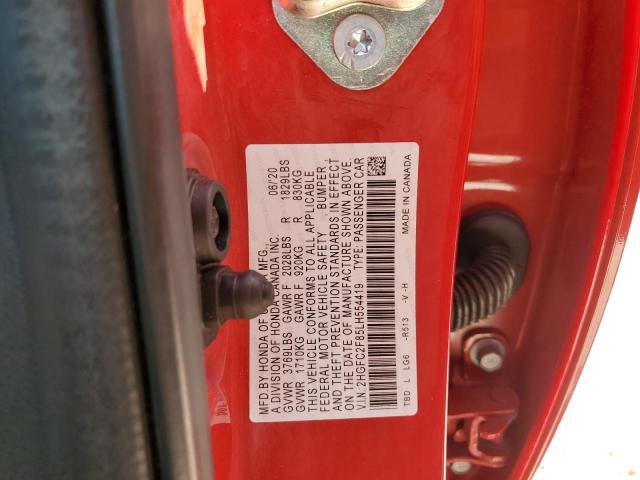 MFD. BY HONDA OF CANADA MFG. 06/'20
A DIVISION OF HONDA CANADA INC.
GVWR 3769LBS GAWR F 2028LBS R 1829LBS
GVWR 1710KG GAWR F 920KG R 830KG
THIS VEHICLE CONFORMS TO ALL APPLICABLE
FEDERAL MOTOR VEHICLE SAFETY BUMPER,
AND THEFT PREVENTION STANDARDS IN EFFECT
ON THE DATE OF MANUFACTURE SHOWN ABOVE.
V.I.N: 2HGFC2F85LH554419 TYPE: PASSENGER CAR
TBD L LG6 -R513 -V-H MADE IN CANADA